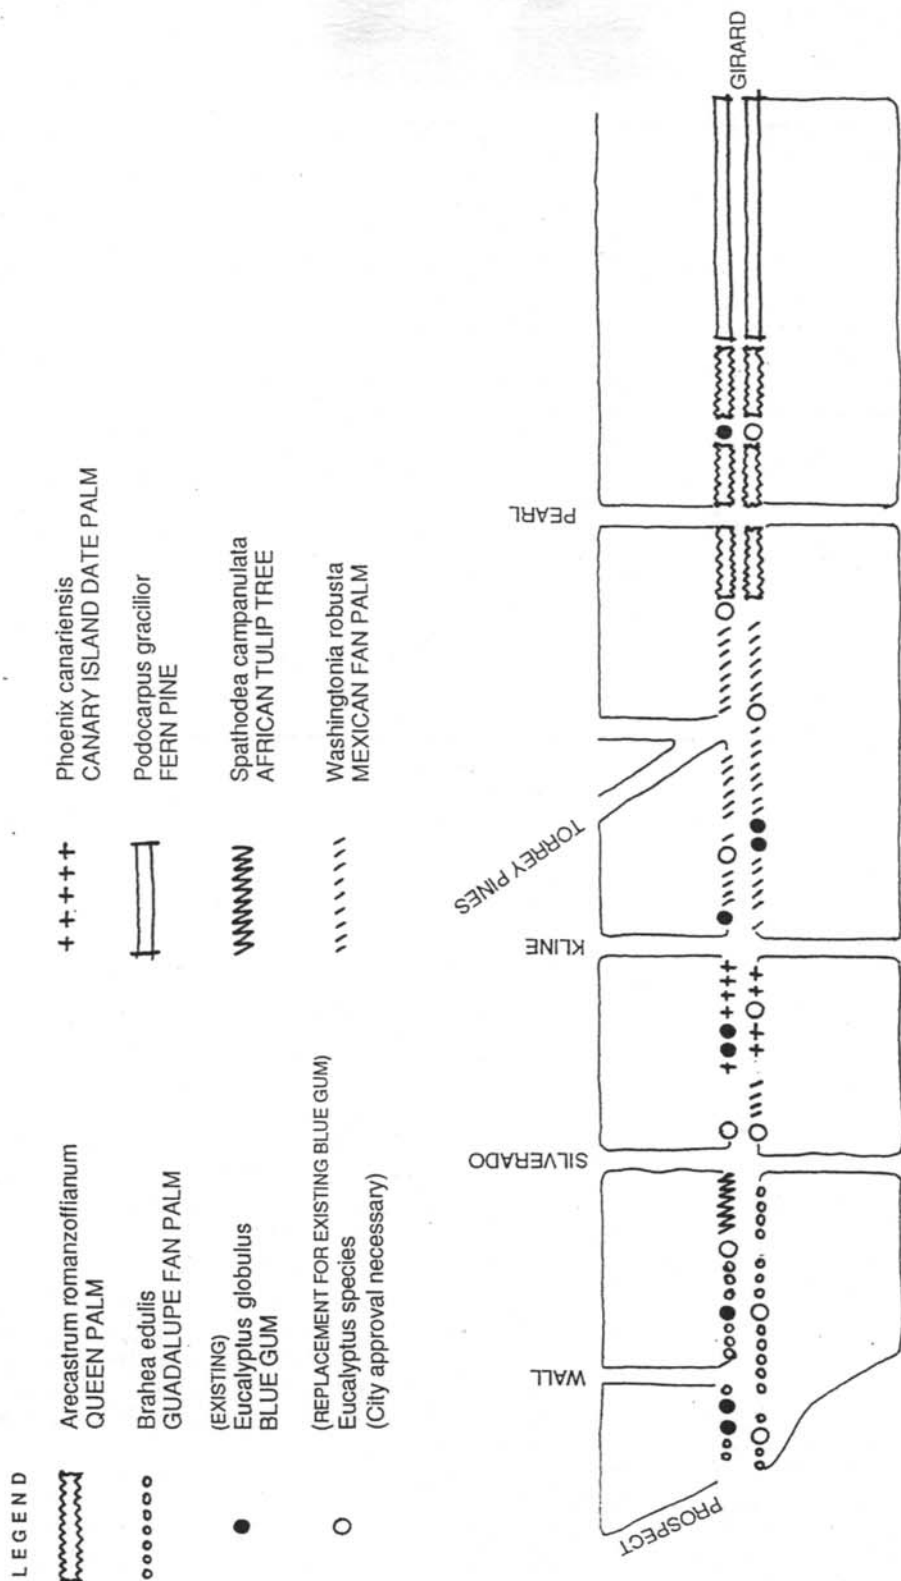 LEGEND
Arecastrum romanzoffianum
QUEEN PALM
Brahea edulis
GUADALUPE FAN PALM
(EXISTING)
Eucalyptus globulus
BLUE GUM
(REPLACEMENT FOR EXISTING BLUE GUM)
Eucalyptus species
(City approval necessary)
Phoenix canariensis
CANARY ISLAND DATE PALM
Podocarpus gracilior
FERN PINE
Spathodea campanulata
AFRICAN TULIP TREE
Washingtonia robusta
MEXICAN FAN PALM
PROSPECT
WALL
SILVERADO
KLINE
TORREY PINES
PEARL
GIRARD